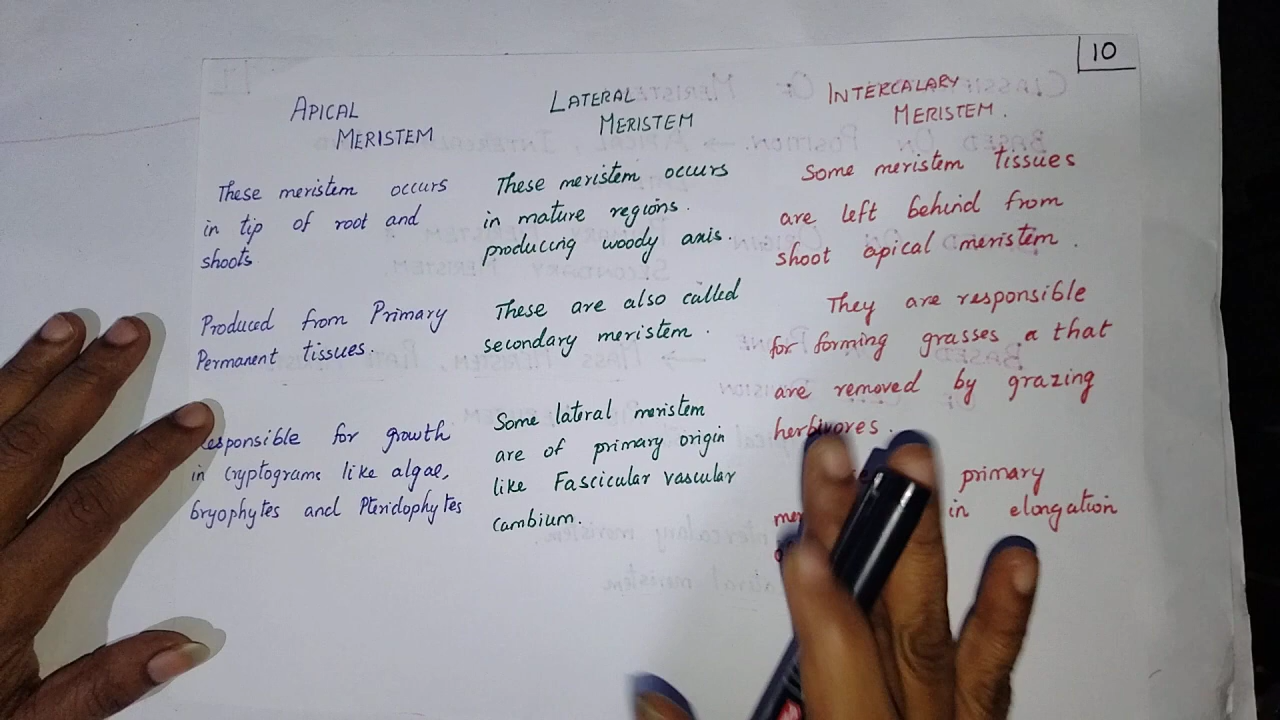 10
APICAL
MERISTEM
These meristem occurs
in tip of root and
shoots
Produced from Primary
Permanent tissues.
Responsible for growth
in Cryptograms like algae,
bryophytes and Pteridophytes
LATERAL
MERISTEM
These meristem occurs
in mature regions.
producing woody axis.
These are also called
secondary meristem.
Some lateral meristem
are of primary origin
like Fascicular vascular
cambium.
INTERCALARY
MERISTEM.
Some meristem tissues
are left behind from
shoot apical meristem.
They are responsible
for forming grasses a that
are removed by grazing
herbivores.
primary
in elongation